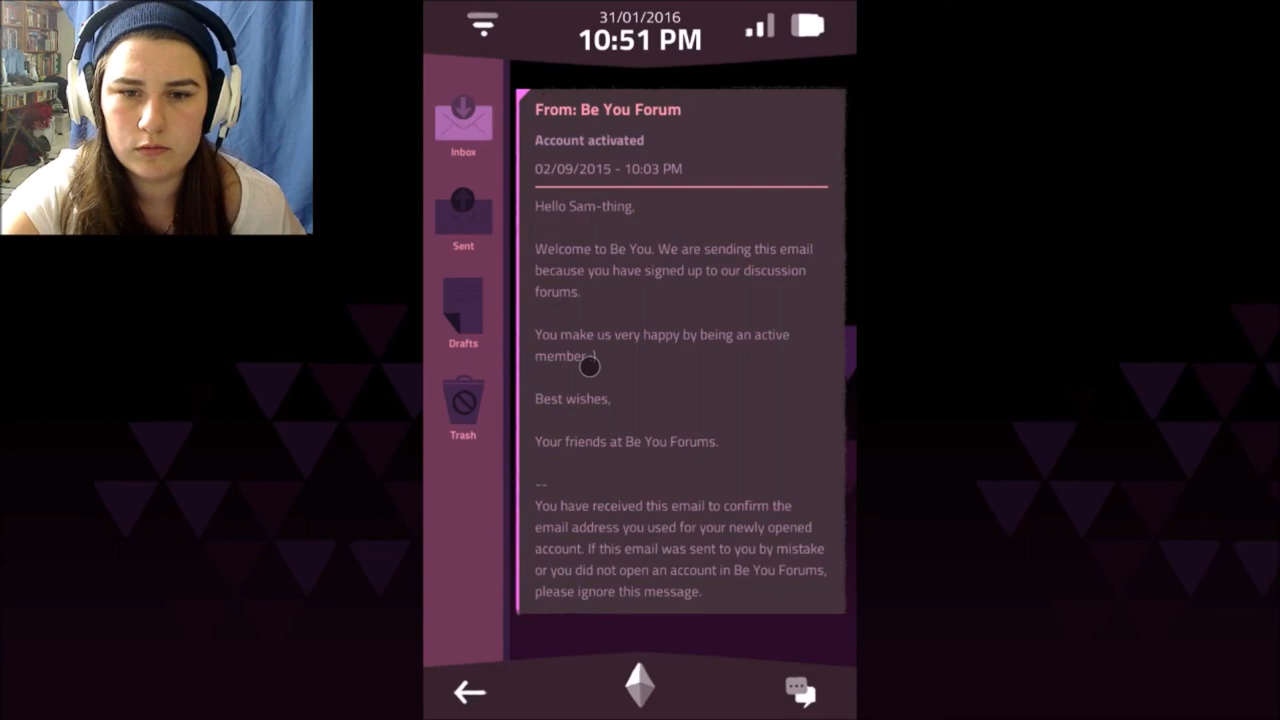 31/01/2016
10:51 PM
Inbox
Sent
Drafts
Trash
From: Be You Forum
Account activated
02/09/2015 - 10:03 PM
Hello Sam-thing,
Welcome to Be You. We are sending this email
because you have signed up to our discussion
forums.
You make us very happy by being an active
member
Best wishes,
Your friends at Be You Forums.
--
You have received this email to confirm the
email address you used for your newly opened
account. If this email was sent to you by mistake
or you did not open an account in Be You Forums,
please ignore this message.